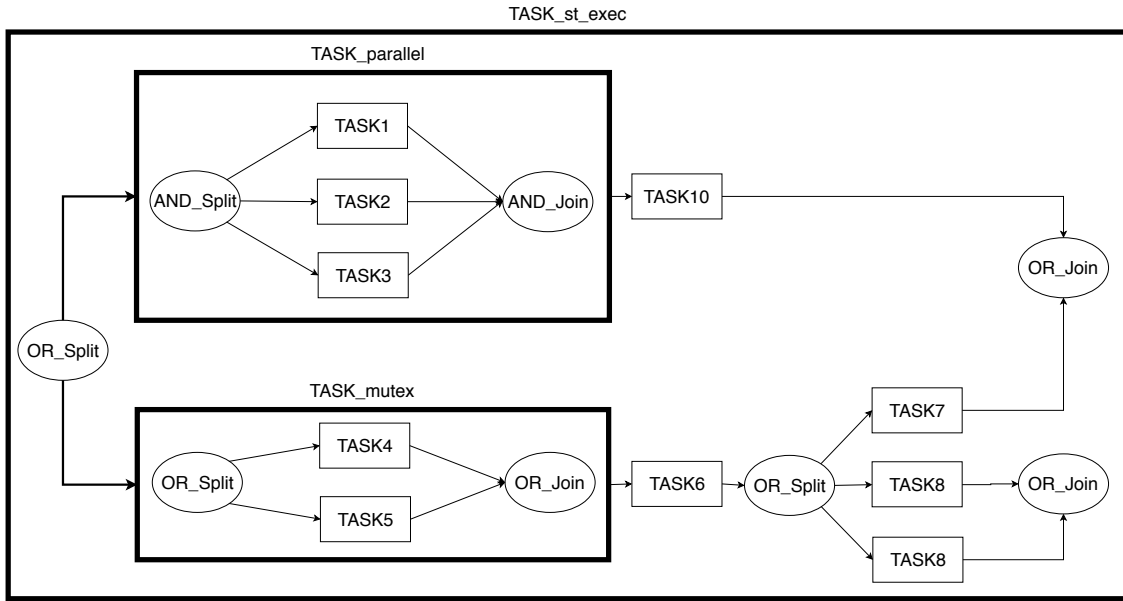 TASK_st_exec
TASK_parallel
TASK1
AND_Split
TASK2
AND_Join
TASK10
TASK3
OR_Join
OR_Split
TASK_mutex
TASK7
TASK4
OR_Split
OR_Join
TASK6
OR_Split
TASK8
OR_Join
TASK5
TASK8